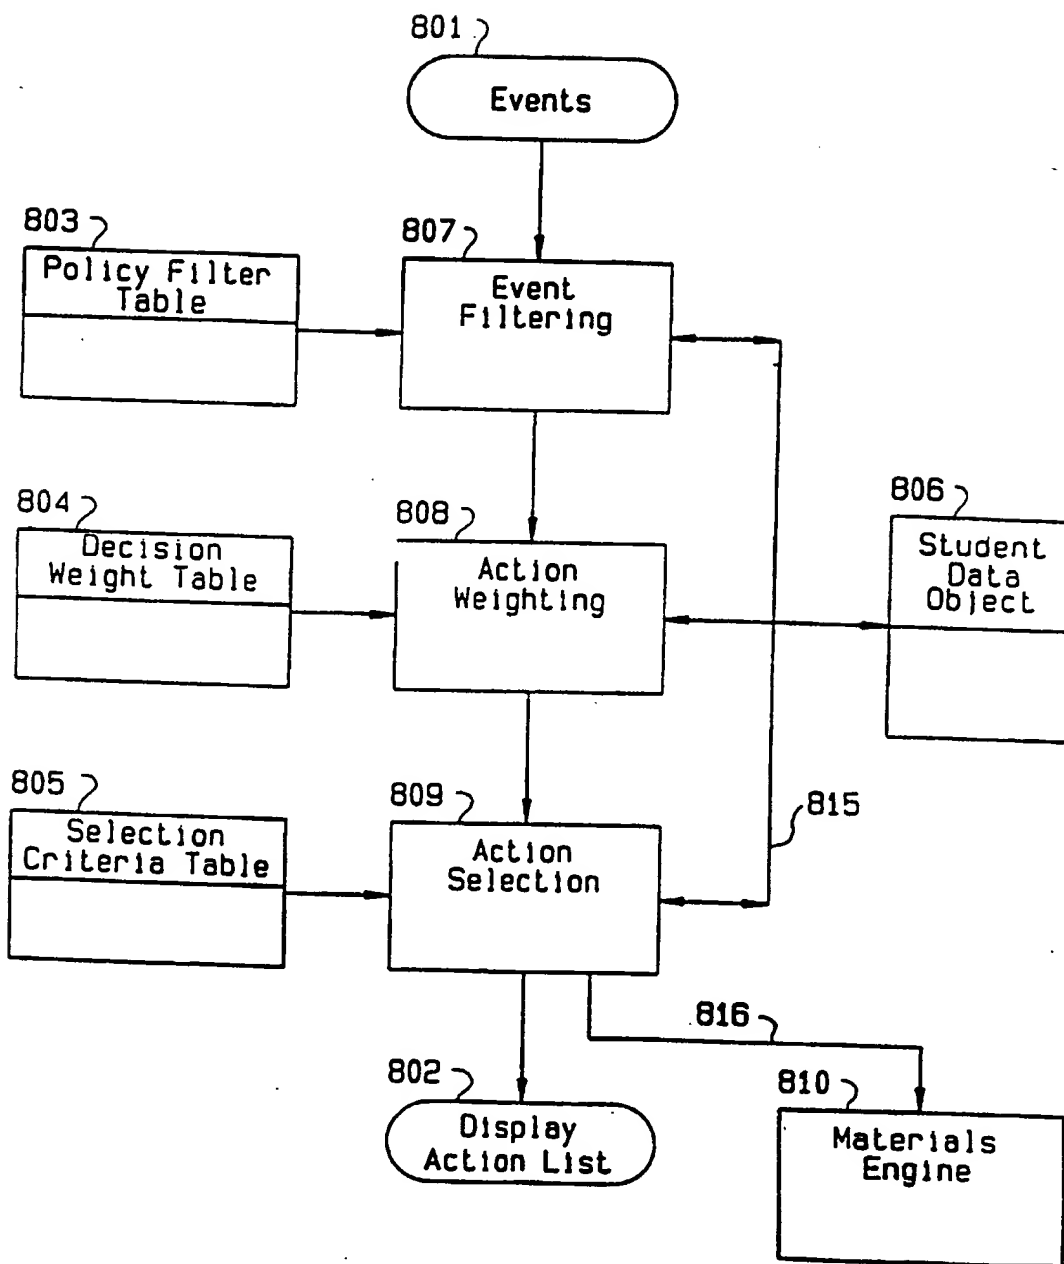 801
Events
803
Policy Filter
Table
807
Event
Filtering
804
Decision
Weight Table
808
Action
Weighting
806
Student
Data
Object
805
Selection
Criteria Table
809
Action
Selection
815
816
802
Display
Action List
810
Materials
Engine